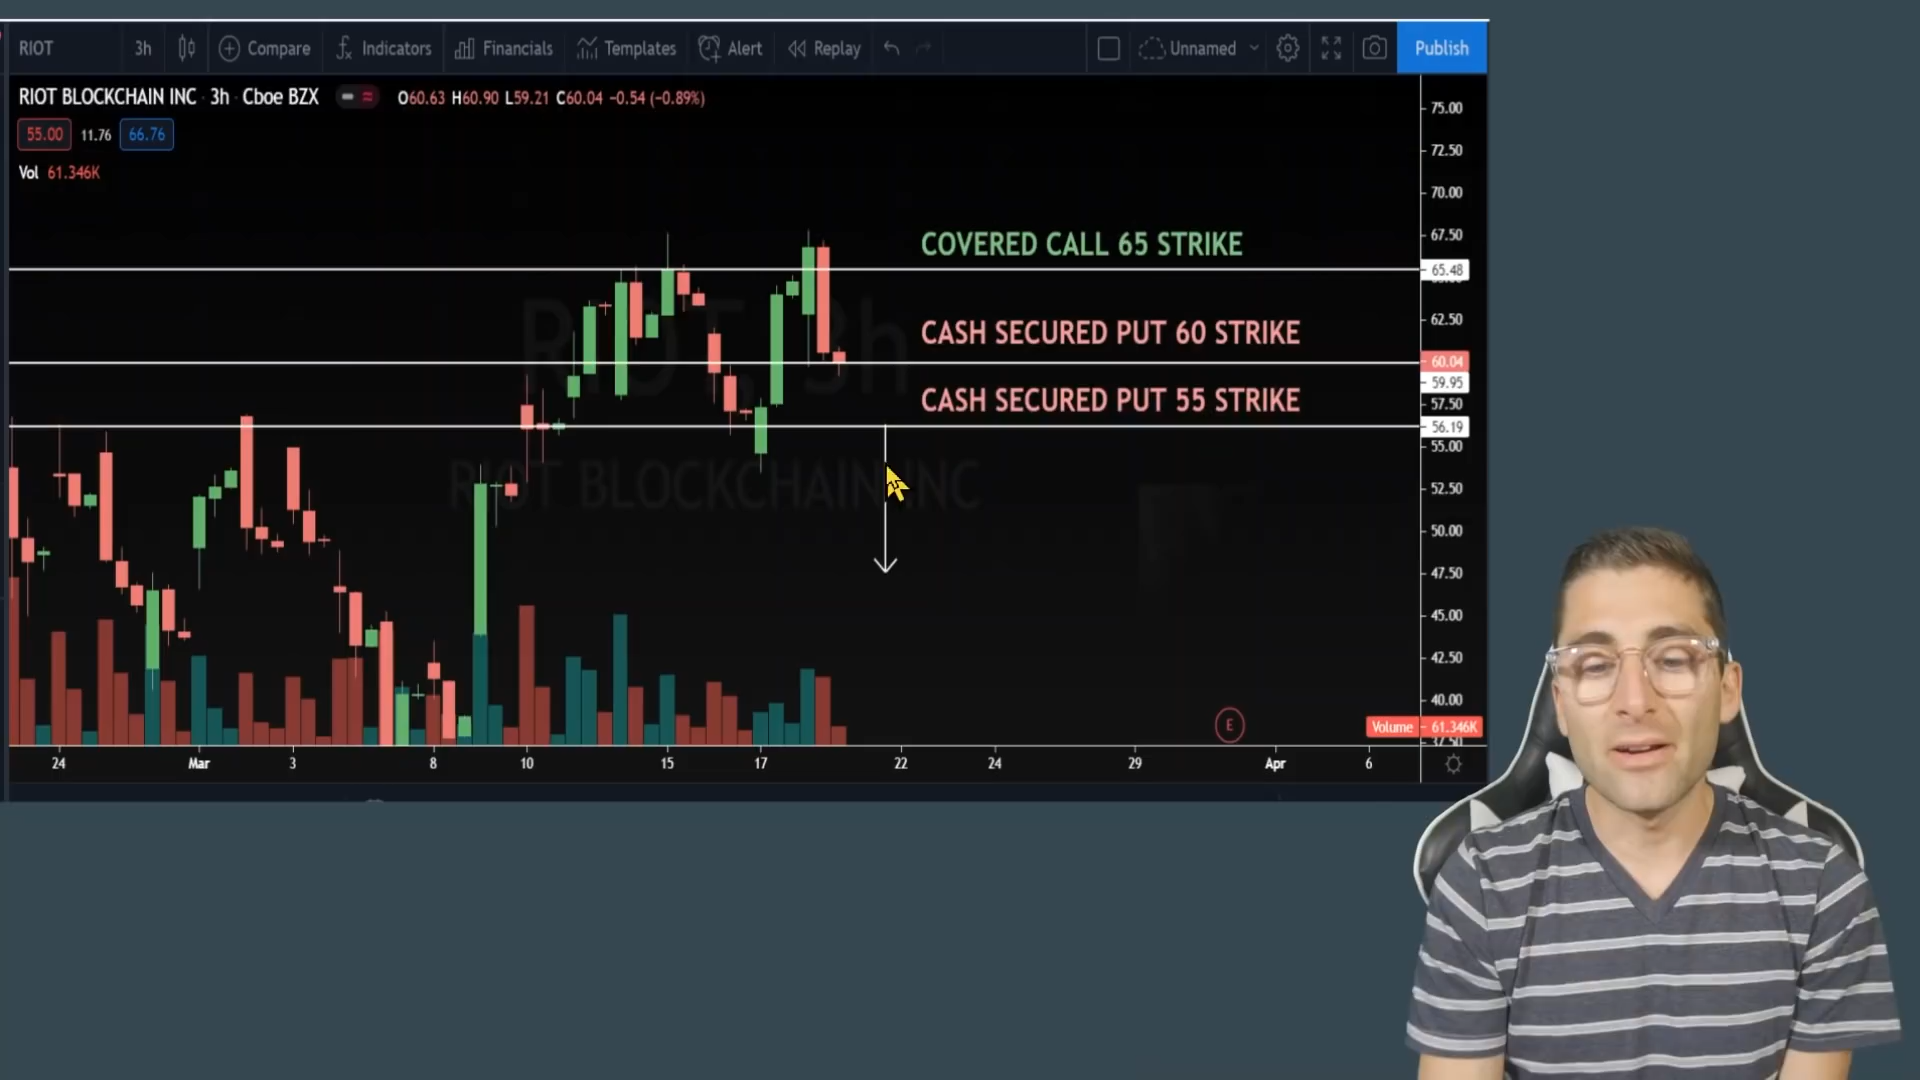 RIOT 3h Compare Indicators Financials Templates Alert Replay Unnamed Publish
RIOT BLOCKCHAIN INC · 3h · Cboe BZX O60.63 H60.90 L59.21 C60.04 −0.54 (−0.89%)
55.00 11.76 66.76
Vol 61.346K
75.00
72.50
70.00
67.50
COVERED CALL 65 STRIKE
65.48
62.50
CASH SECURED PUT 60 STRIKE
RIOT, 3h
60.04
59.95
CASH SECURED PUT 55 STRIKE
57.50
56.19
55.00
RIOT BLOCKCHAIN INC
52.50
50.00
47.50
45.00
42.50
40.00
E
Volume 61.346K
37.50
24 Mar 3 8 10 15 17 22 24 29 Apr 6